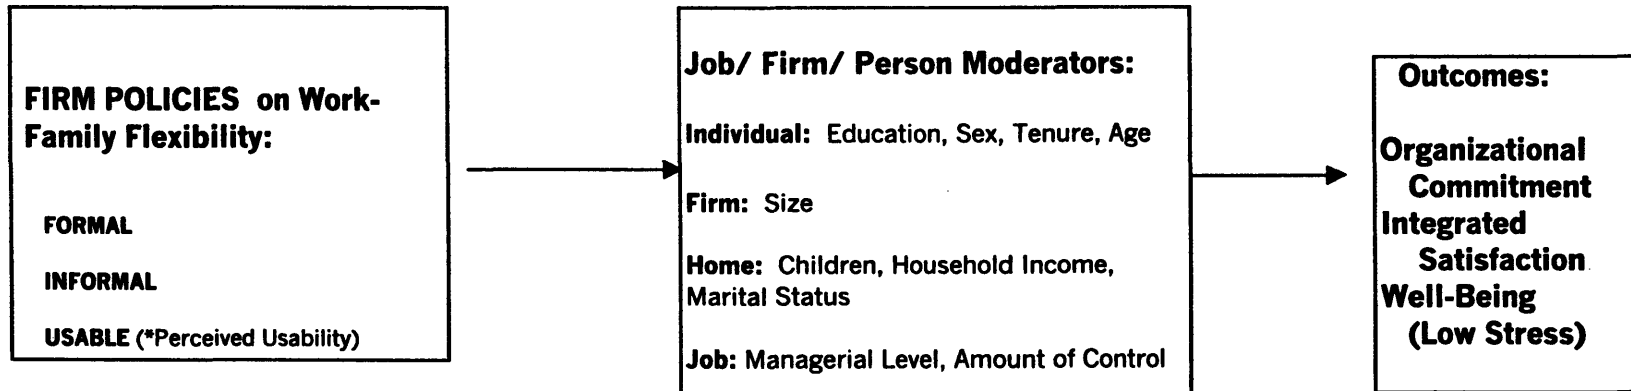 FIRM POLICIES on Work-
Family Flexibility:
FORMAL
INFORMAL
USABLE (*Perceived Usability)
Job/ Firm/ Person Moderators:
Individual: Education, Sex, Tenure, Age
Firm: Size
Home: Children, Household Income,
Marital Status
Job: Managerial Level, Amount of Control
Outcomes:
Organizational
Commitment
Integrated
Satisfaction
Well-Being
(Low Stress)